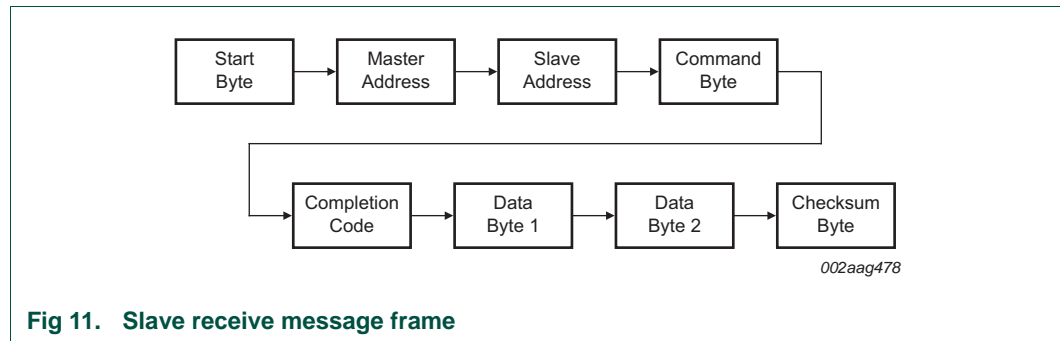 Start
Byte
Master
Address
Slave
Address
Command
Byte
Completion
Code
Data
Byte 1
Data
Byte 2
Checksum
Byte
002aag478
Fig 11. Slave receive message frame